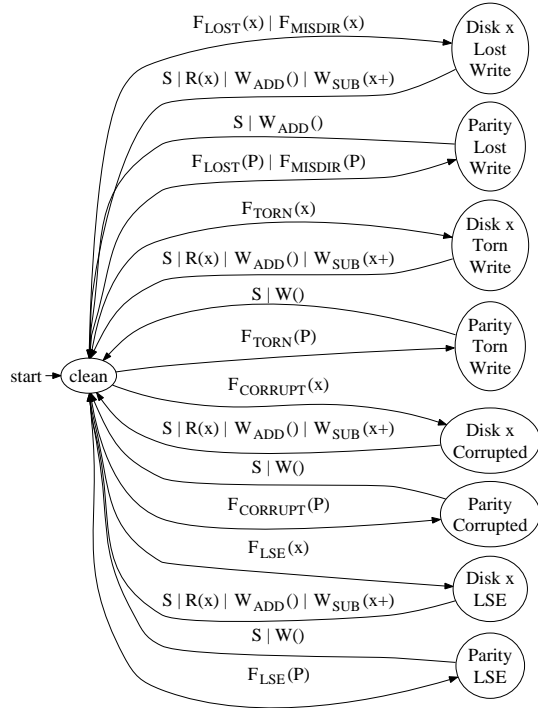 F_LOST(x) | F_MISDIR(x)
Disk x
Lost
Write
S | R(x) | W_ADD() | W_SUB(x+)
S | W_ADD()
Parity
Lost
Write
F_LOST(P) | F_MISDIR(P)
F_TORN(x)
Disk x
Torn
Write
S | R(x) | W_ADD() | W_SUB(x+)
S | W()
Parity
Torn
Write
F_TORN(P)
start
clean
F_CORRUPT(x)
Disk x
Corrupted
S | R(x) | W_ADD() | W_SUB(x+)
S | W()
Parity
Corrupted
F_CORRUPT(P)
F_LSE(x)
Disk x
LSE
S | R(x) | W_ADD() | W_SUB(x+)
S | W()
Parity
LSE
F_LSE(P)